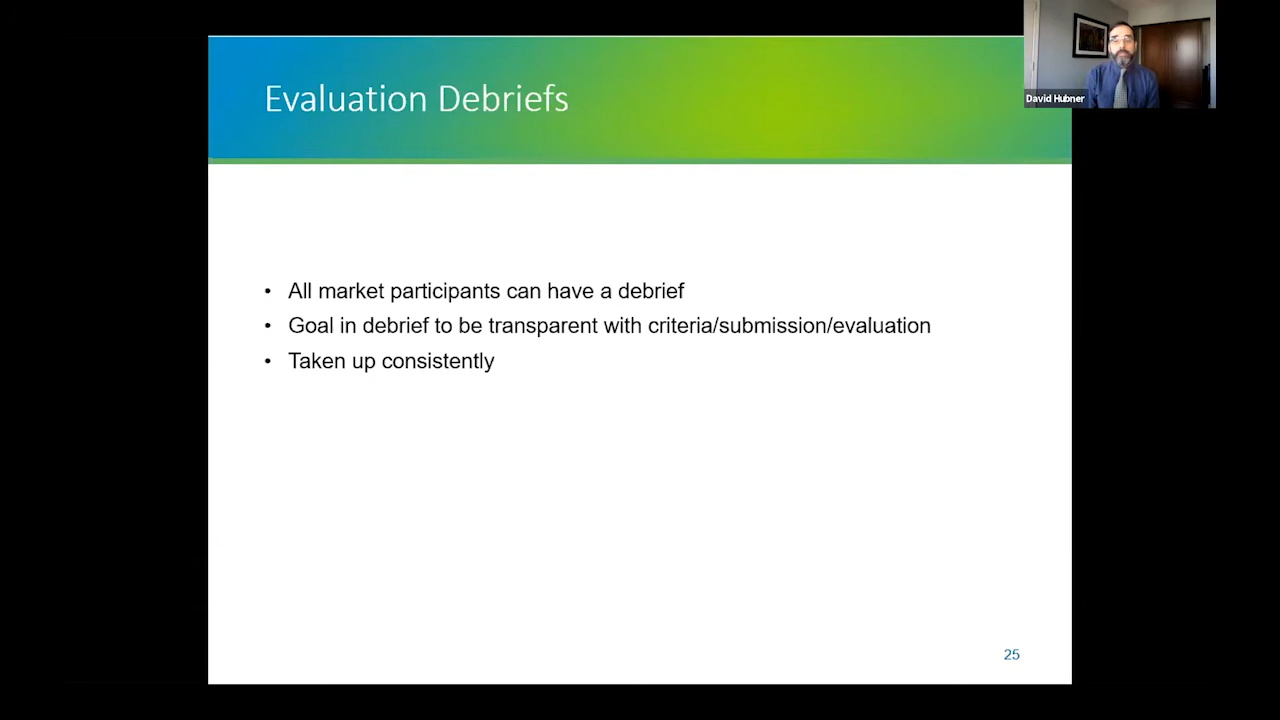 Evaluation Debriefs
David Hubner
• All market participants can have a debrief
• Goal in debrief to be transparent with criteria/submission/evaluation
• Taken up consistently
25